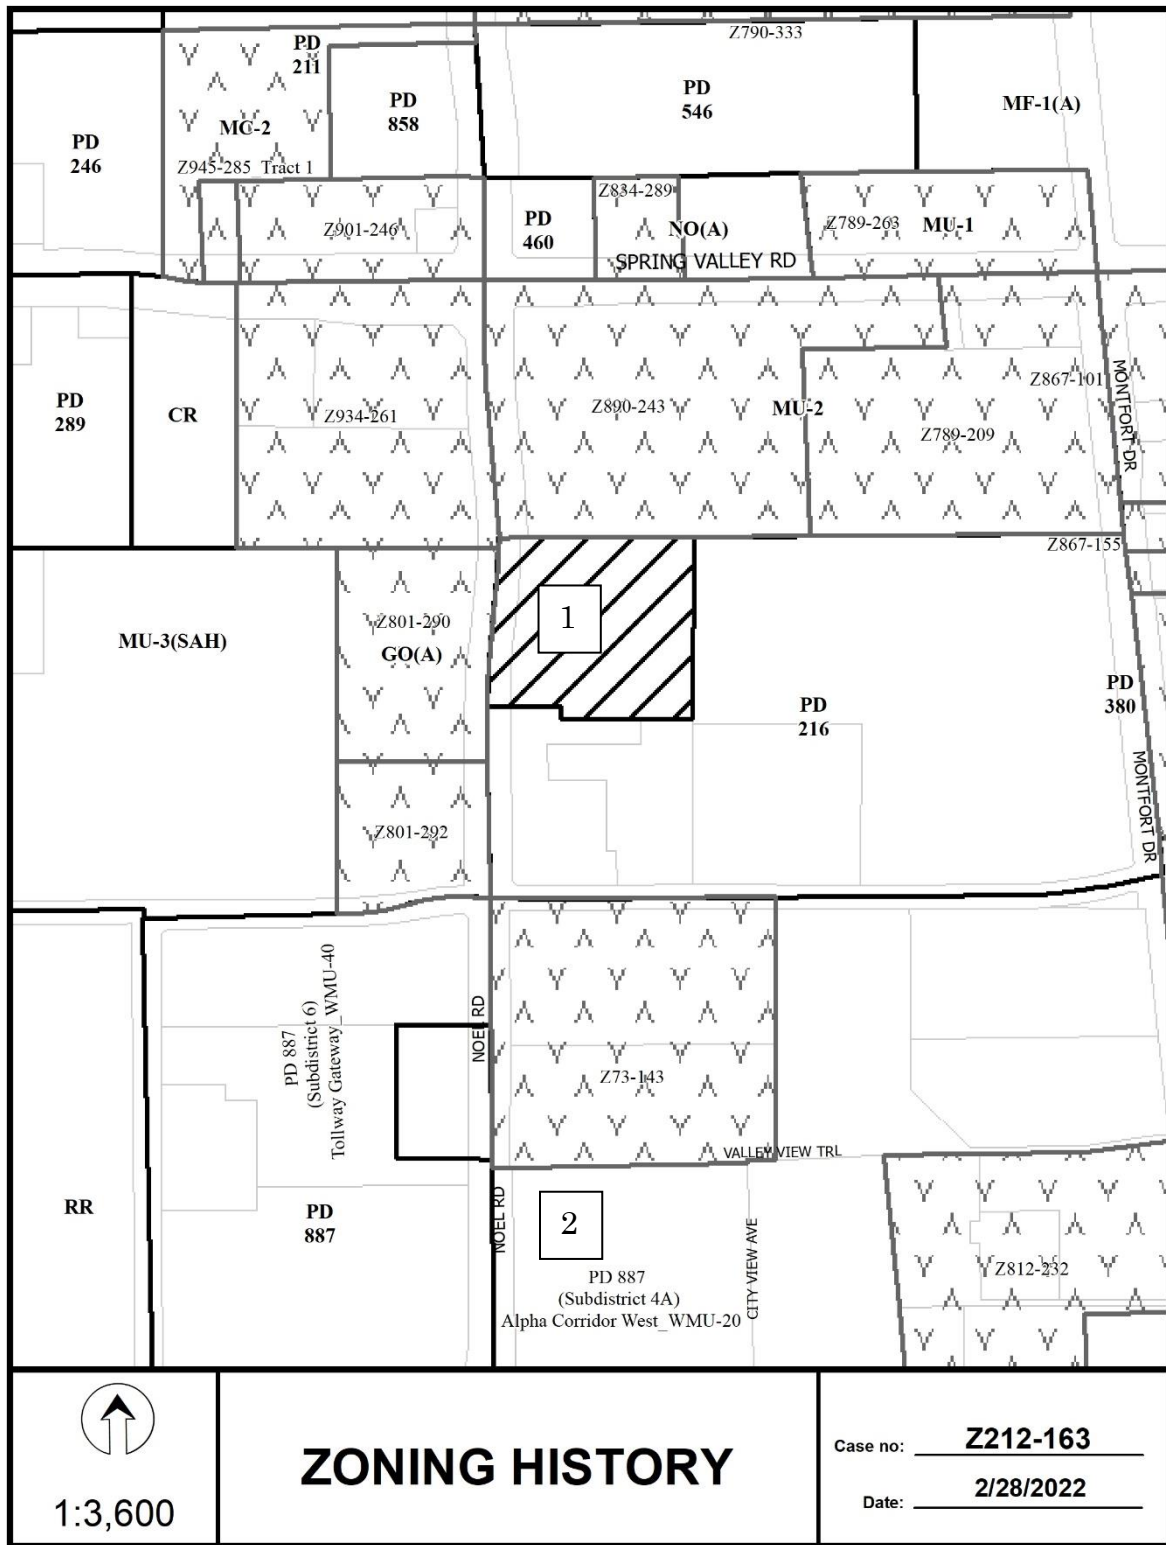 Z790-333
PD
211
PD
858
PD
546
MF-1(A)
MC-2
PD
246
Z945-285_Tract 1
Z834-289
Z901-246
PD
460
NO(A)
Z789-263
MU-1
SPRING VALLEY RD
PD
289
CR
Z934-261
Z890-243
MU-2
Z867-101
Z789-209
MONTFORT DR
Z867-155
1
Z801-290
GO(A)
MU-3(SAH)
PD
216
PD
380
MONTFORT DR
Z801-292
PD 887
(Subdistrict 6)
Tollway Gateway_WMU-40
NOEL RD
Z73-143
VALLEY VIEW TRL
RR
PD
887
NOEL RD
2
CITY VIEW AVE
PD 887
(Subdistrict 4A)
Alpha Corridor West_WMU-20
Z812-232
1:3,600
ZONING HISTORY
Case no: Z212-163
Date: 2/28/2022